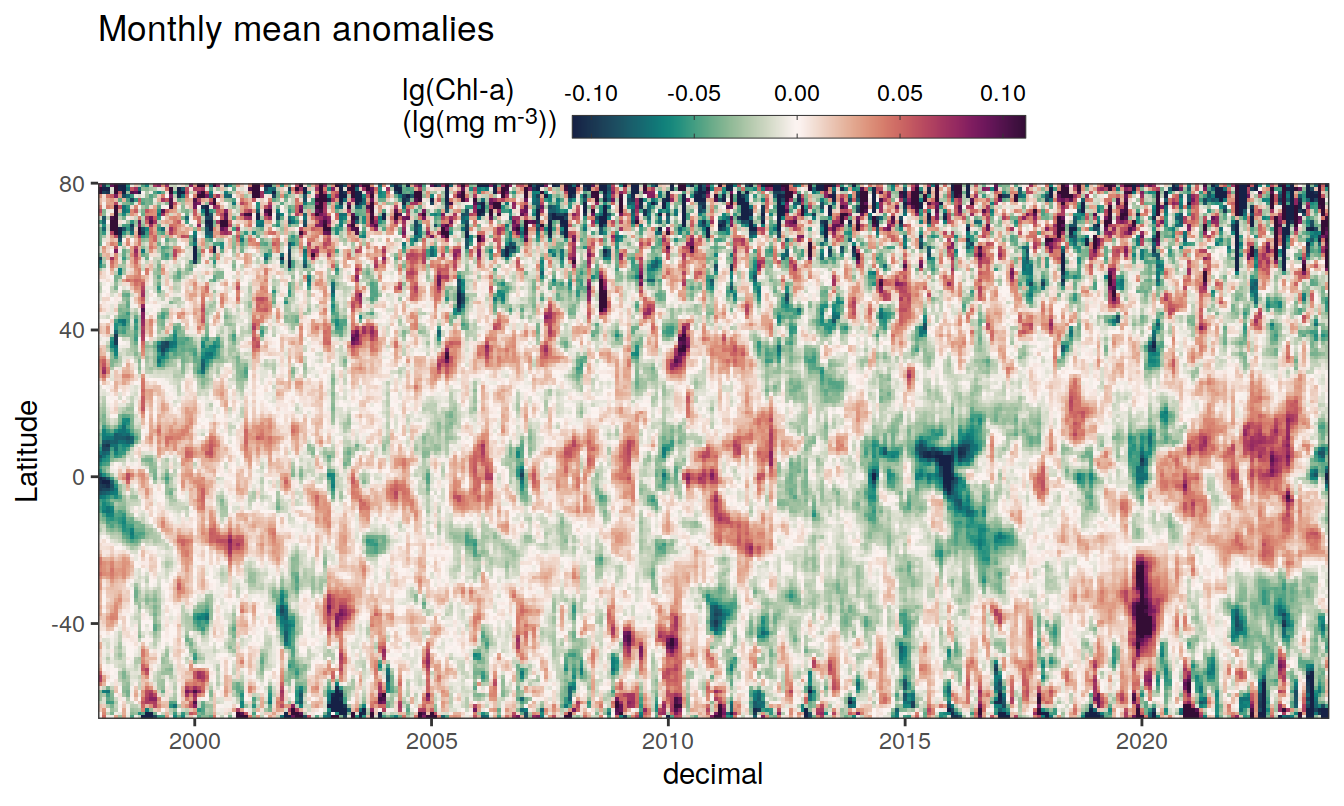 Monthly mean anomalies
lg(Chl-a)
(lg(mg m-3))
-0.10 -0.05 0.00 0.05 0.10
80
40
0
-40
Latitude
2000 2005 2010 2015 2020
decimal